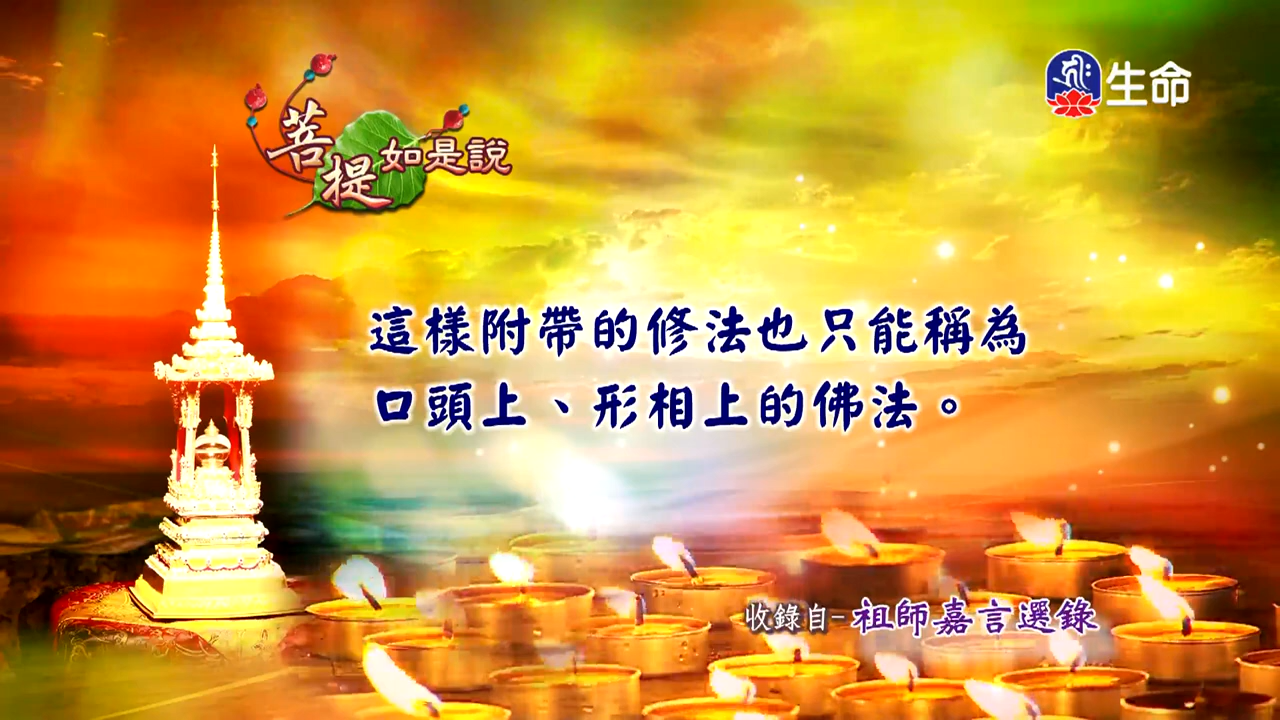 菩提如是說
生命
這樣附帶的修法也只能稱為
口頭上、形相上的佛法。
收錄自-祖師嘉言選錄